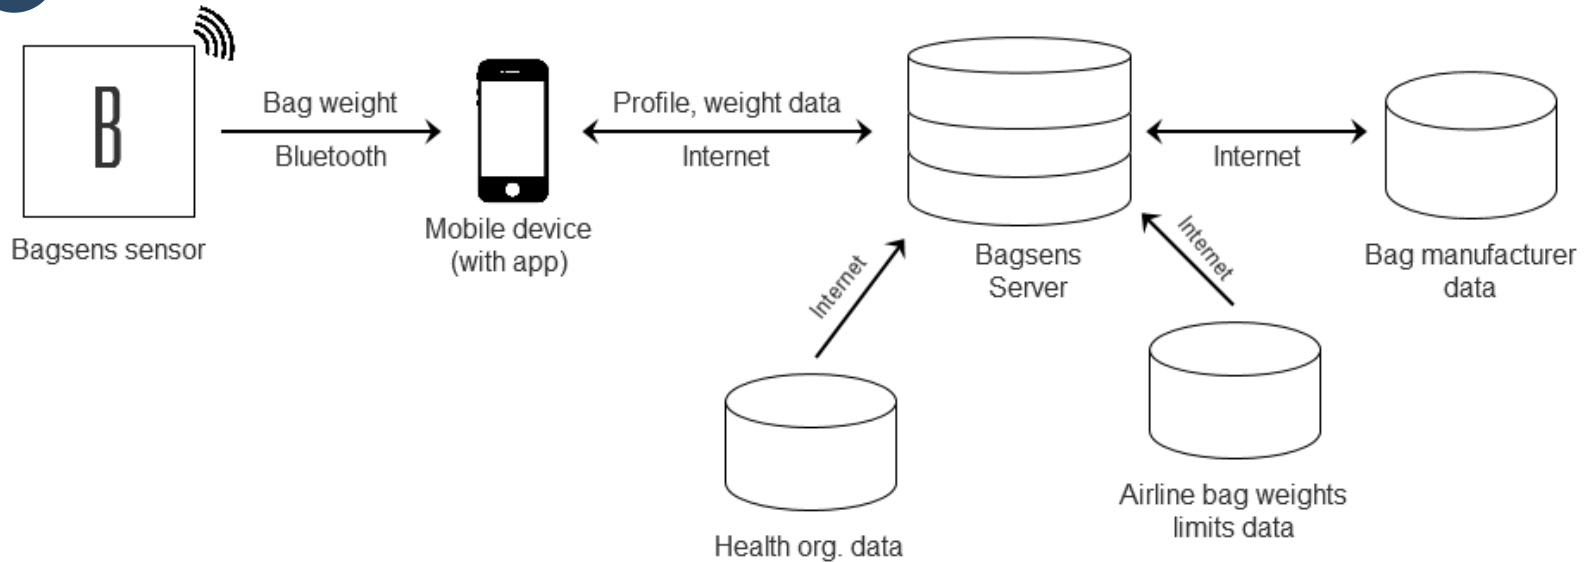 B
Bag weight
Bluetooth
Bagsens sensor
Mobile device
(with app)
Profile, weight data
Internet
Bagsens
Server
Internet
Bag manufacturer
data
Internet
Health org. data
Internet
Airline bag weights
limits data